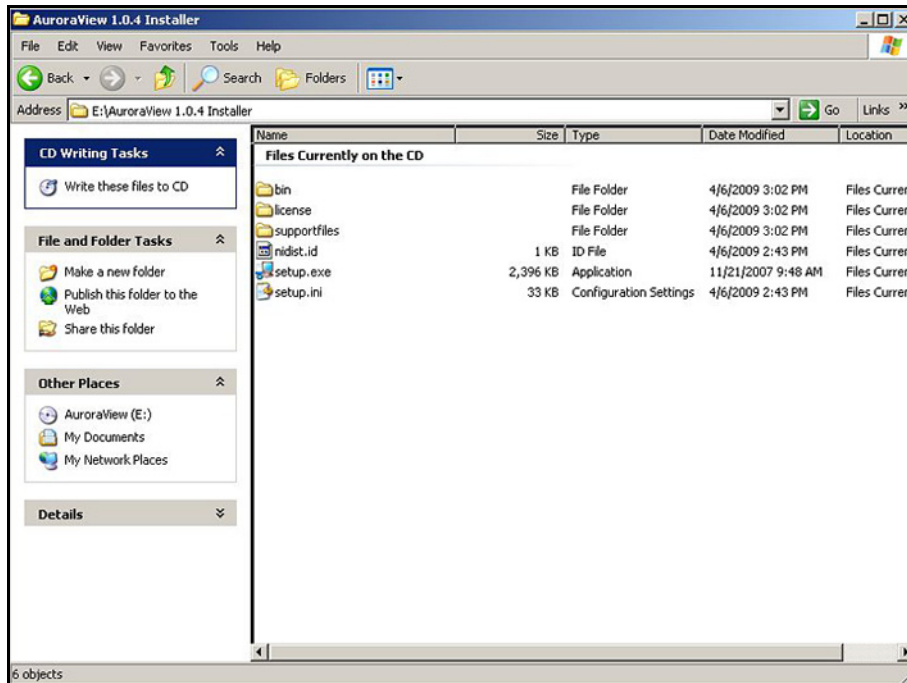 AuroraView 1.0.4 Installer
File Edit View Favorites Tools Help
Back Search Folders
Address E:\AuroraView 1.0.4 Installer Go Links »
CD Writing Tasks
Write these files to CD
File and Folder Tasks
Make a new folder
Publish this folder to the
Web
Share this folder
Other Places
AuroraView (E:)
My Documents
My Network Places
Details
Name Size Type Date Modified Location
Files Currently on the CD
bin File Folder 4/6/2009 3:02 PM Files Currer
license File Folder 4/6/2009 3:02 PM Files Currer
supportfiles File Folder 4/6/2009 3:02 PM Files Currer
nidist.id 1 KB ID File 4/6/2009 2:43 PM Files Currer
setup.exe 2,396 KB Application 11/21/2007 9:48 AM Files Currer
setup.ini 33 KB Configuration Settings 4/6/2009 2:43 PM Files Currer
6 objects